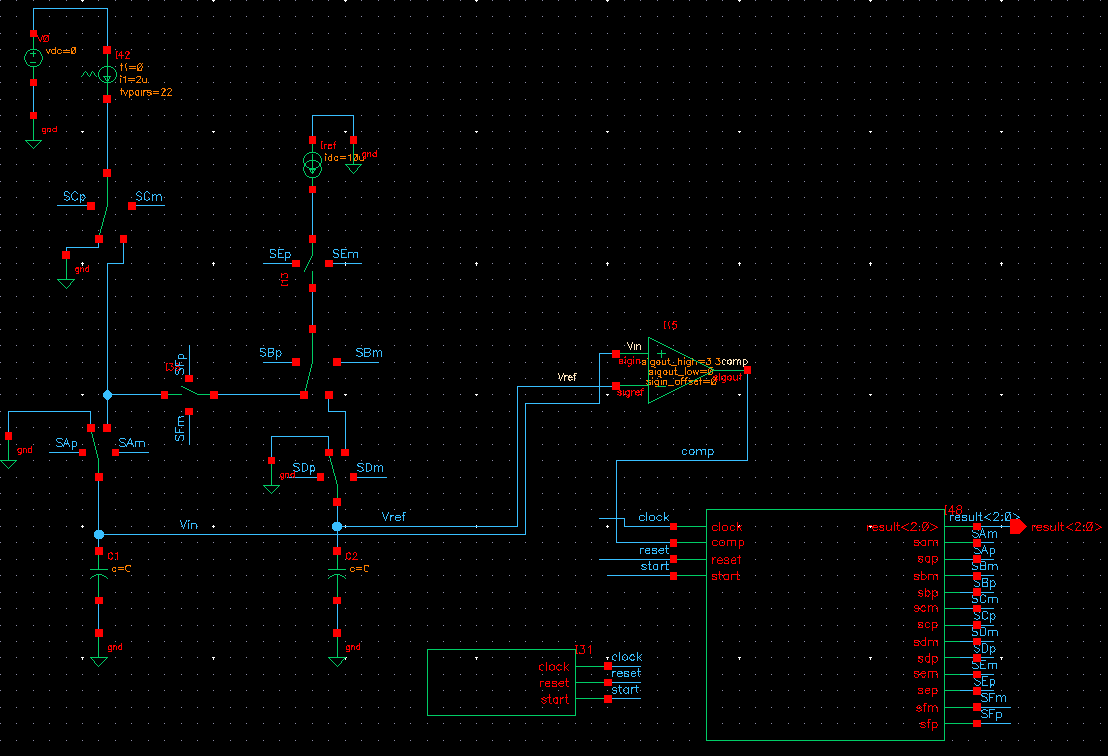 V0
vdc=0
I42
t1=0
i1=2u
tvpairs=22
gnd
Iref
idc=10u
gnd
SCp
SCm
gnd
SEp
SEm
I13
SBp
SBm
SFp
SFm
I15
Vin
sigin
sigout_high=3.3
comp
sigout_low=0
sigout
sigin_offset=0
sigref
Vref
gnd
SAp
SAm
gnd
SDp
SDm
comp
Vin
Vref
C1
c=C
C2
c=C
gnd
gnd
I48
clock
clock
comp
reset
reset
start
start
result<2:0>
result<2:0>
result<2:0>
sam
SAm
sap
SAp
sbm
SBm
sbp
SBp
scm
SCm
scp
SCp
sdm
SDm
sdp
SDp
sem
SEm
sep
SEp
sfm
SFm
sfp
SFp
I31
clock
clock
reset
reset
start
start